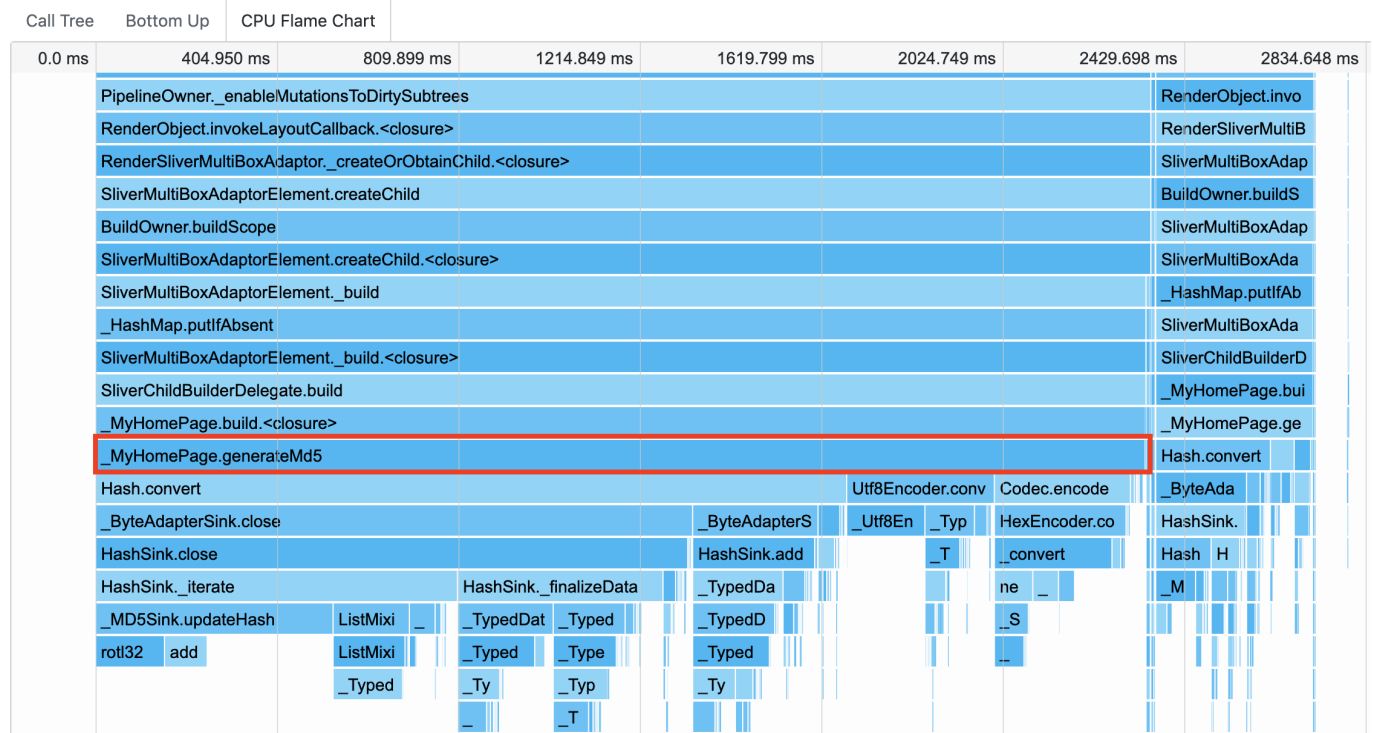 Call Tree Bottom Up CPU Flame Chart
0.0 ms 404.950 ms 809.899 ms 1214.849 ms 1619.799 ms 2024.749 ms 2429.698 ms 2834.648 ms
PipelineOwner._enableMutationsToDirtySubtrees RenderObject.invo
RenderObject.invokeLayoutCallback.<closure> RenderSliverMultiB
RenderSliverMultiBoxAdaptor._createOrObtainChild.<closure> SliverMultiBoxAdap
SliverMultiBoxAdaptorElement.createChild BuildOwner.buildS
BuildOwner.buildScope SliverMultiBoxAdap
SliverMultiBoxAdaptorElement.createChild.<closure> SliverMultiBoxAda
SliverMultiBoxAdaptorElement._build _HashMap.putIfAb
_HashMap.putIfAbsent SliverMultiBoxAda
SliverMultiBoxAdaptorElement._build.<closure> SliverChildBuilderD
SliverChildBuilderDelegate.build _MyHomePage.bui
_MyHomePage.build.<closure> _MyHomePage.ge
_MyHomePage.generateMd5 Hash.convert
Hash.convert Utf8Encoder.conv Codec.encode _ByteAda
_ByteAdapterSink.close _ByteAdapterS _Utf8En _Typ HexEncoder.co HashSink.
HashSink.close HashSink.add _T _convert Hash H
HashSink._iterate HashSink._finalizeData _TypedDa ne _ _M
_MD5Sink.updateHash ListMixi _ _TypedDat _Typed _TypedD _S
rotl32 add ListMixi _Typed _Type _Typed _
_Typed _Ty _Typ _Ty
_ _T